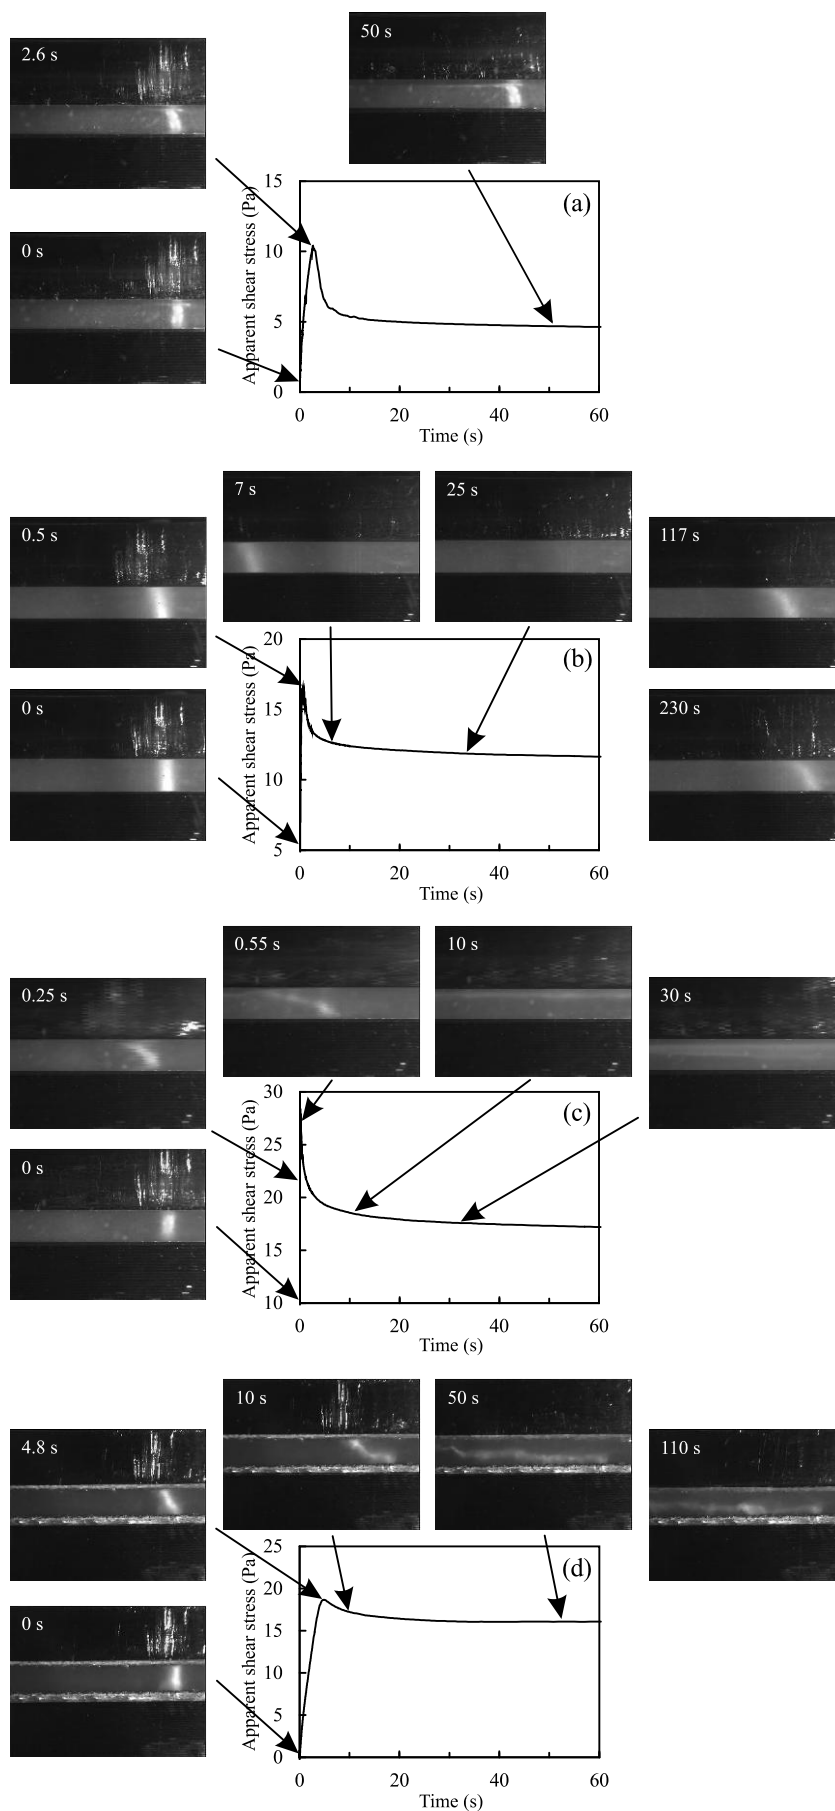 2.6 s
50 s
0 s
Apparent shear stress (Pa)
15
10
5
0
(a)
0 20 40 60
Time (s)
0.5 s
7 s
25 s
117 s
0 s
230 s
Apparent shear stress (Pa)
20
15
10
5
(b)
0 20 40 60
Time (s)
0.25 s
0.55 s
10 s
30 s
0 s
Apparent shear stress (Pa)
30
25
20
15
10
(c)
0 20 40 60
Time (s)
4.8 s
10 s
50 s
110 s
0 s
Apparent shear stress (Pa)
25
20
15
10
5
0
(d)
0 20 40 60
Time (s)